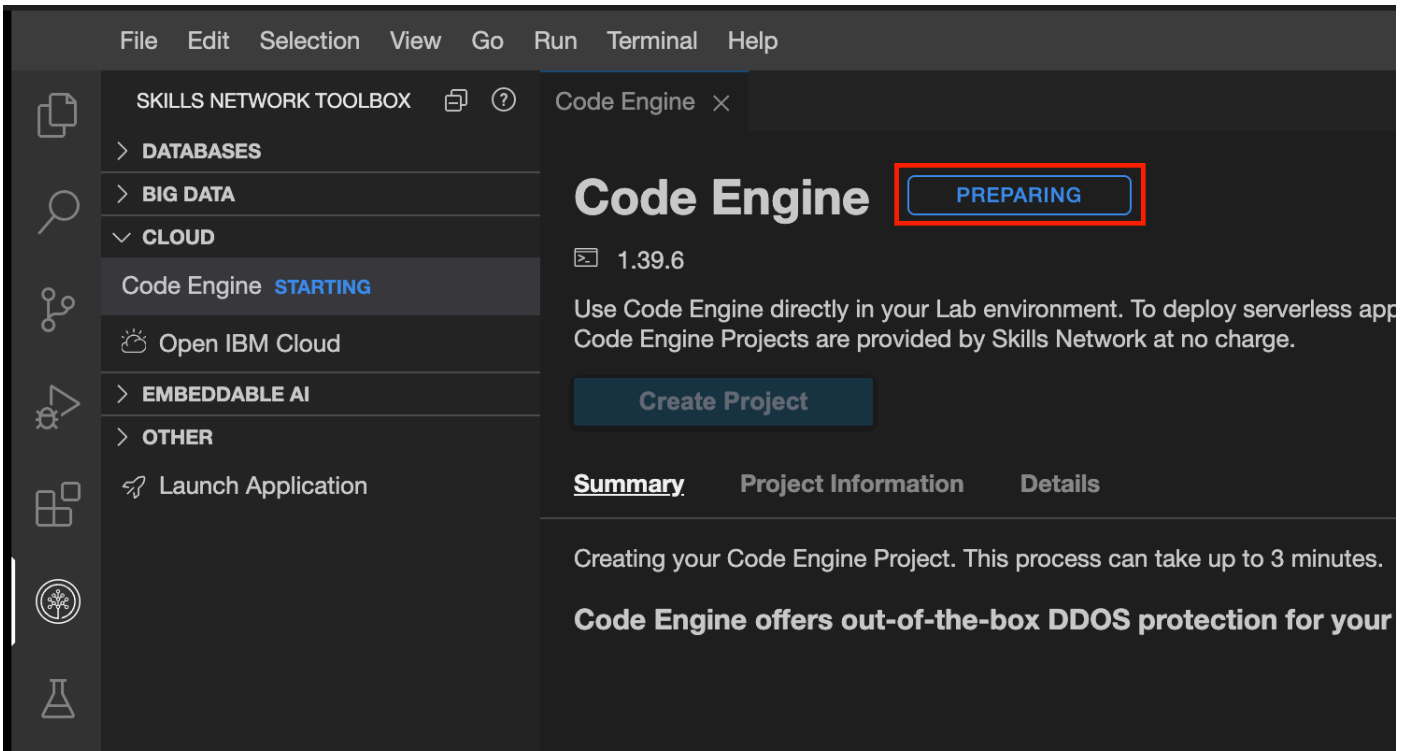 File Edit Selection View Go Run Terminal Help
SKILLS NETWORK TOOLBOX
DATABASES
BIG DATA
CLOUD
Code Engine STARTING
Open IBM Cloud
EMBEDDABLE AI
OTHER
Launch Application
Code Engine
Code Engine PREPARING
1.39.6
Use Code Engine directly in your Lab environment. To deploy serverless app
Code Engine Projects are provided by Skills Network at no charge.
Create Project
Summary Project Information Details
Creating your Code Engine Project. This process can take up to 3 minutes.
Code Engine offers out-of-the-box DDOS protection for your